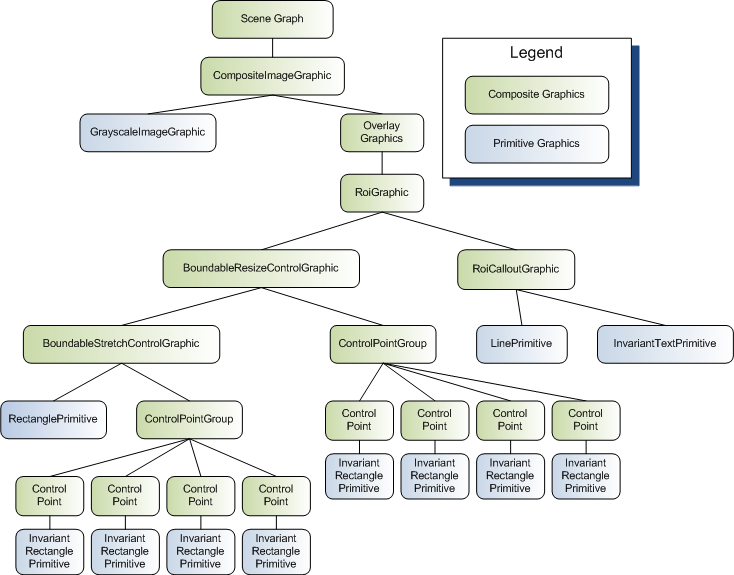 Scene Graph
Legend
CompositeImageGraphic
Composite Graphics
GrayscaleImageGraphic
Overlay
Graphics
Primitive Graphics
RoiGraphic
BoundableResizeControlGraphic
RoiCalloutGraphic
BoundableStretchControlGraphic
ControlPointGroup
LinePrimitive
InvariantTextPrimitive
RectanglePrimitive
ControlPointGroup
Control
Point
Control
Point
Control
Point
Control
Point
Invariant
Rectangle
Primitive
Invariant
Rectangle
Primitive
Invariant
Rectangle
Primitive
Invariant
Rectangle
Primitive
Control
Point
Control
Point
Control
Point
Control
Point
Invariant
Rectangle
Primitive
Invariant
Rectangle
Primitive
Invariant
Rectangle
Primitive
Invariant
Rectangle
Primitive